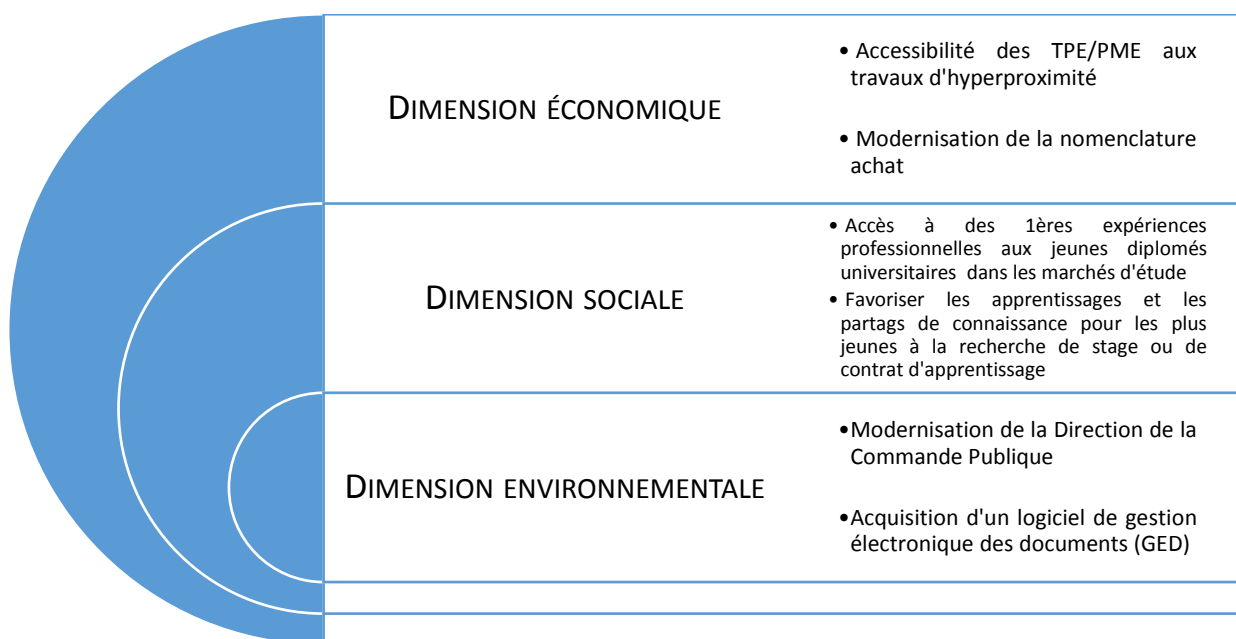 DIMENSION ÉCONOMIQUE
• Accessibilité des TPE/PME aux
travaux d'hyperproximité
• Modernisation de la nomenclature
achat
DIMENSION SOCIALE
• Accès à des 1ères expériences
professionnelles aux jeunes diplomés
universitaires dans les marchés d'étude
• Favoriser les apprentissages et les
partags de connaissance pour les plus
jeunes à la recherche de stage ou de
contrat d'apprentissage
DIMENSION ENVIRONNEMENTALE
•Modernisation de la Direction de la
Commande Publique
•Acquisition d'un logiciel de gestion
électronique des documents (GED)